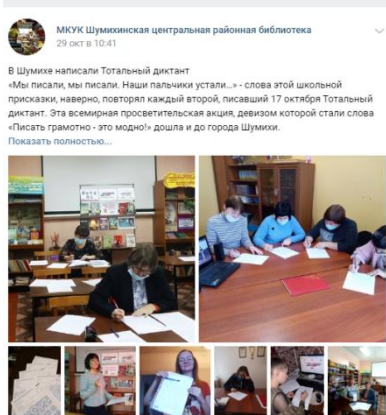 МКУК Шумихинская центральная районная библиотека
29 окт в 10:41
В Шумихе написали Тотальный диктант
«Мы писали, мы писали. Наши пальчики устали...» - слова этой школьной
присказки, наверно, повторял каждый второй, писавший 17 октября Тотальный
диктант. Эта всемирная просветительская акция, девизом которой стали слова
«Писать грамотно - это модно!» дошла и до города Шумихи.
Показать полностью...